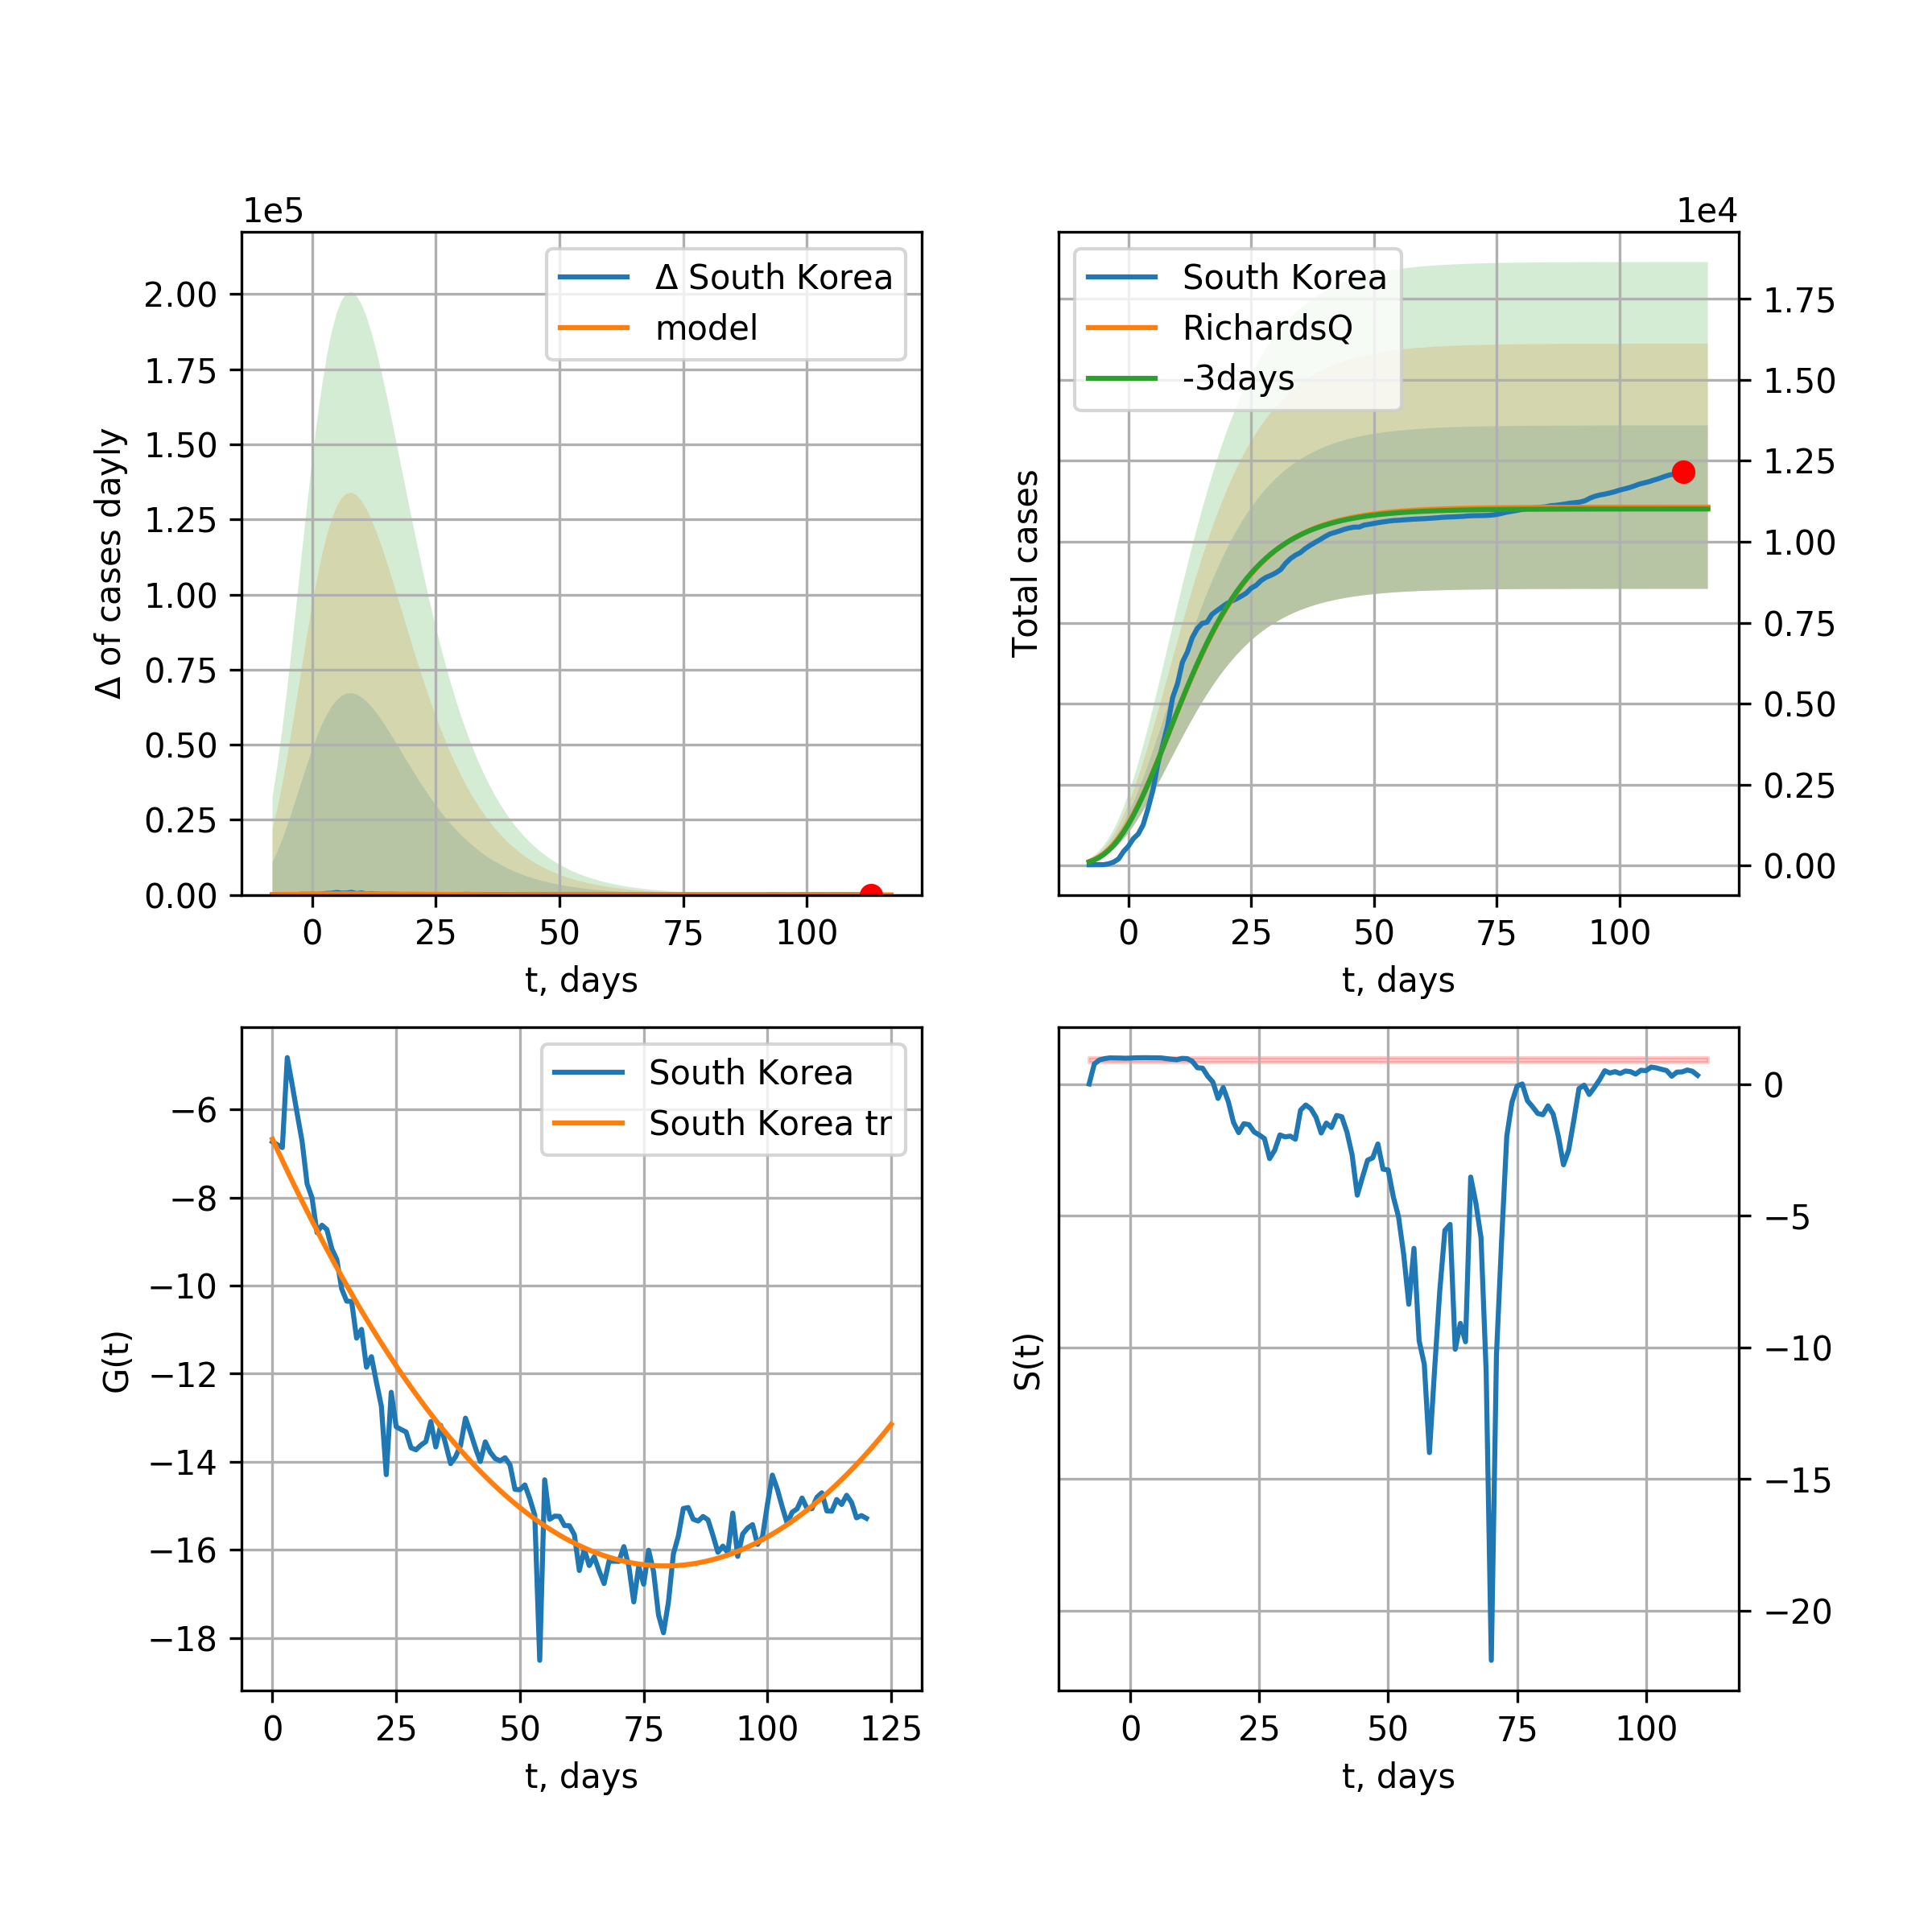 1e5
Δ of cases dayly
2.00
1.75
1.50
1.25
1.00
0.75
0.50
0.25
0.00
Δ South Korea
model
0 25 50 75 100
t, days
1e4
Total cases
South Korea
RichardsQ
-3days
1.75
1.50
1.25
1.00
0.75
0.50
0.25
0.00
0 25 50 75 100
t, days
G(t)
−6
−8
−10
−12
−14
−16
−18
South Korea
South Korea tr
0 25 50 75 100 125
t, days
S(t)
0
−5
−10
−15
−20
0 25 50 75 100
t, days